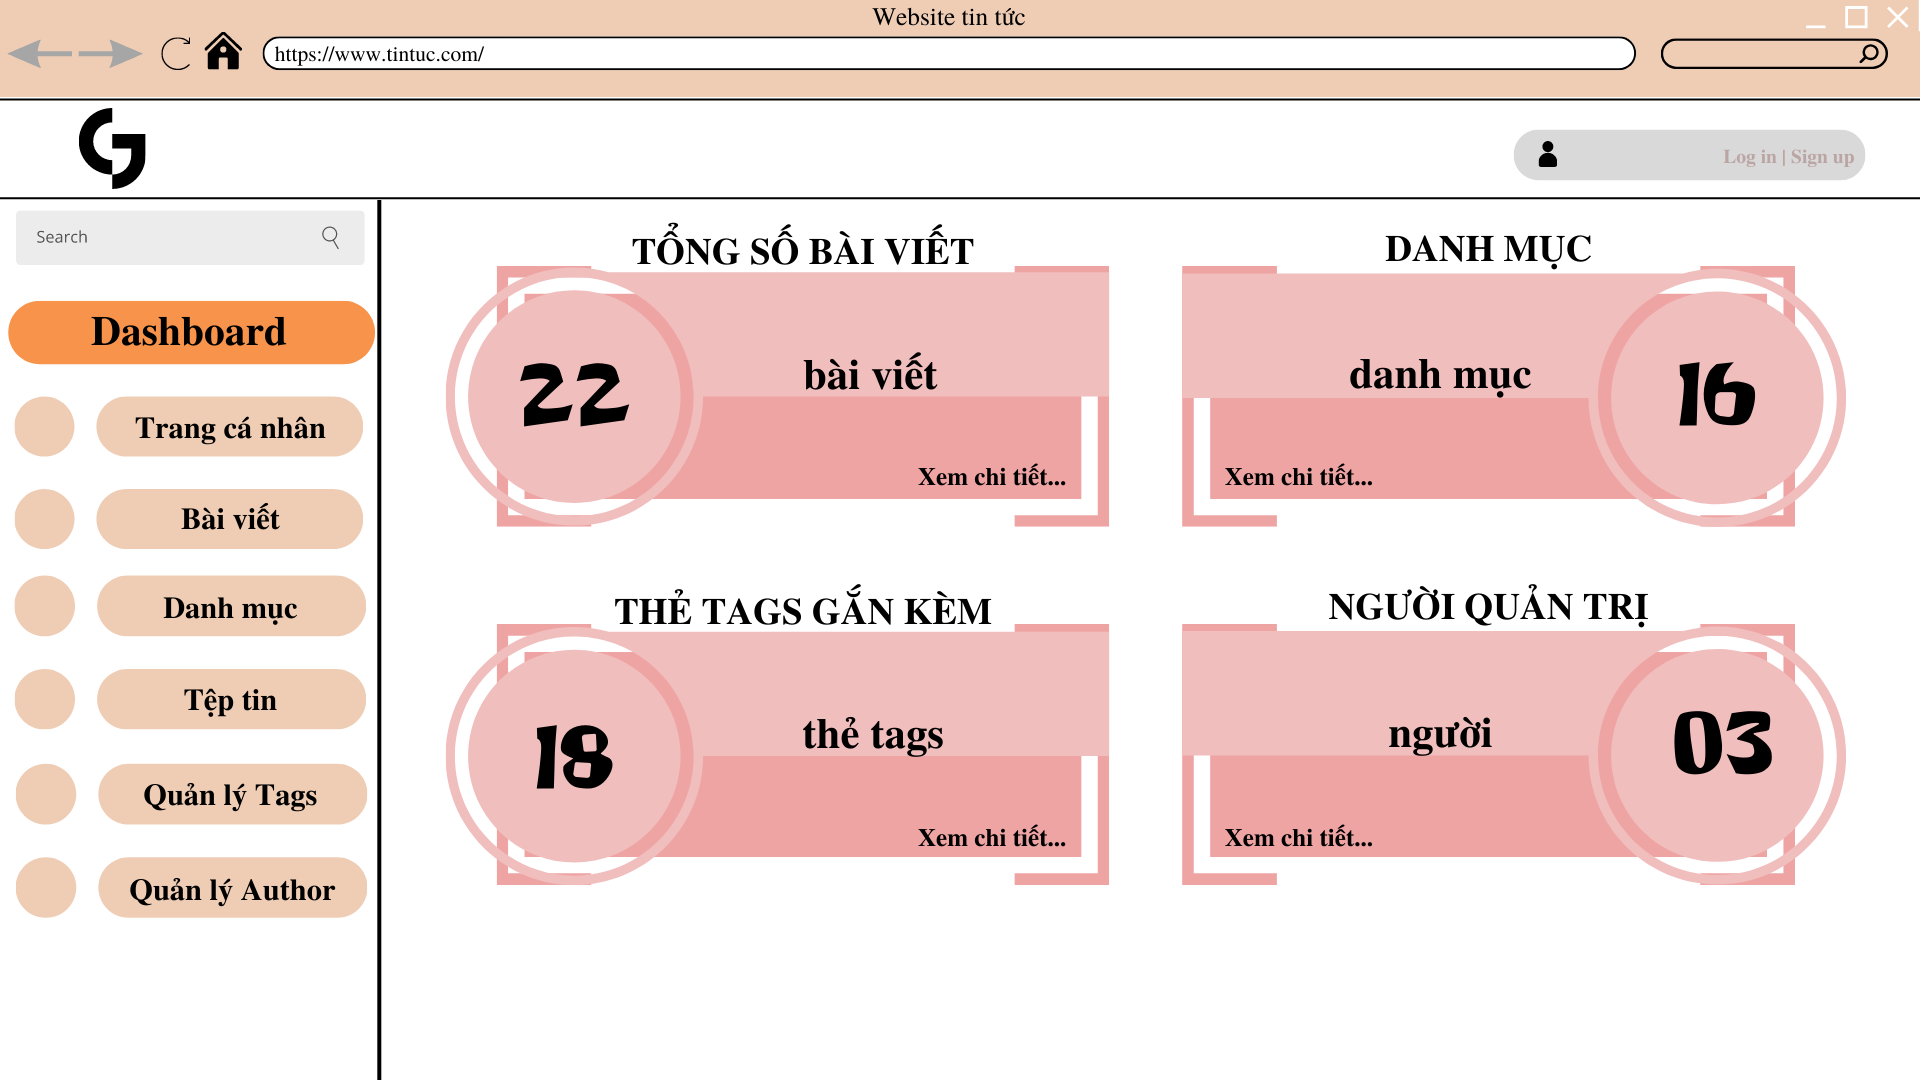 Website tin tức
https://www.tintuc.com/
Log in | Sign up
Search
Dashboard
Trang cá nhân
Bài viết
Danh mục
Tệp tin
Quản lý Tags
Quản lý Author
TỔNG SỐ BÀI VIẾT
22
bài viết
Xem chi tiết...
DANH MỤC
danh mục
16
Xem chi tiết...
THẺ TAGS GẮN KÈM
18
thẻ tags
Xem chi tiết...
NGƯỜI QUẢN TRỊ
người
03
Xem chi tiết...